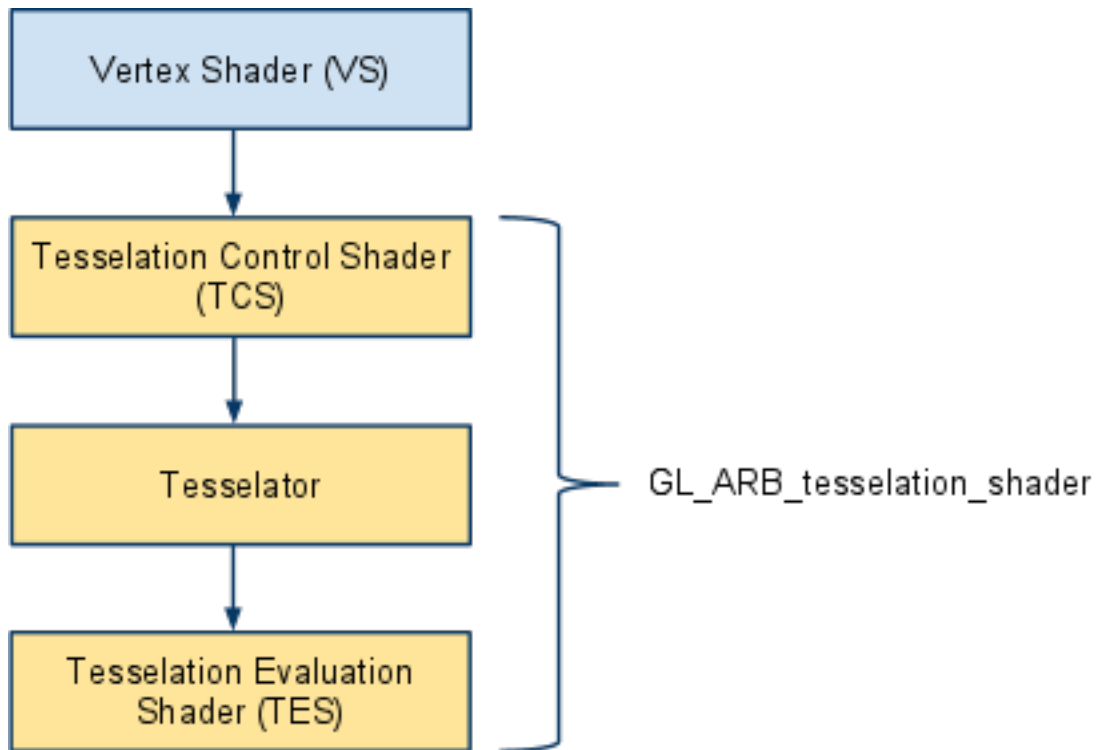 Vertex Shader (VS)
Tesselation Control Shader
(TCS)
Tesselator
GL_ARB_tesselation_shader
Tesselation Evaluation
Shader (TES)